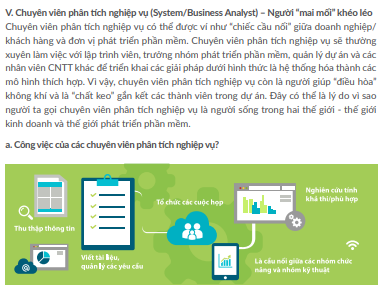 V. Chuyên viên phân tích nghiệp vụ (System/Business Analyst) – Người “mai mối” khéo léo
Chuyên viên phân tích nghiệp vụ có thể được ví như “chiếc cầu nối” giữa doanh nghiệp/
khách hàng và đơn vị phát triển phần mềm. Chuyên viên phân tích nghiệp vụ sẽ thường
xuyên làm việc với lập trình viên, trưởng nhóm phát triển phần mềm, quản lý dự án và các
nhân viên CNTT khác để triển khai các giải pháp dưới hình thức là hệ thống hóa thành các
mô hình thích hợp. Vì vậy, chuyên viên phân tích nghiệp vụ còn là người giúp “điều hòa”
không khí và là “chất keo” gắn kết các thành viên trong dự án. Đây có thể là lý do vì sao
người ta gọi chuyên viên phân tích nghiệp vụ là người sống trong hai thế giới - thế giới
kinh doanh và thế giới phát triển phần mềm.
a. Công việc của các chuyên viên phân tích nghiệp vụ?
Thu thập thông tin
Viết tài liệu,
quản lý các yêu cầu
Tổ chức các cuộc họp
Nghiên cứu tính
khả thi/phù hợp
Là cầu nối giữa các nhóm chức
năng và nhóm kỹ thuật